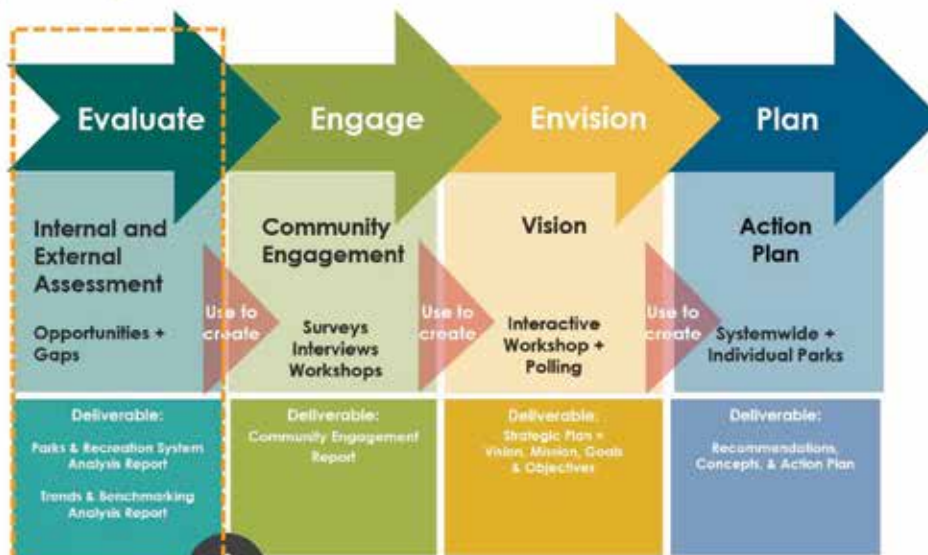 Evaluate
Engage
Envision
Plan
Internal and
External
Assessment
Opportunities +
Gaps
Use to
create
Community
Engagement
Surveys
Interviews
Workshops
Use to
create
Vision
Interactive
Workshop +
Polling
Use to
create
Action
Plan
Systemwide +
Individual Parks
Deliverable:
Parks & Recreation System
Analysis Report
Trends & Benchmarking
Analysis Report
Deliverable:
Community Engagement
Report
Deliverable:
Strategic Plan =
Vision, Mission, Goals
& Objectives
Deliverable:
Recommendations,
Concepts, & Action Plan